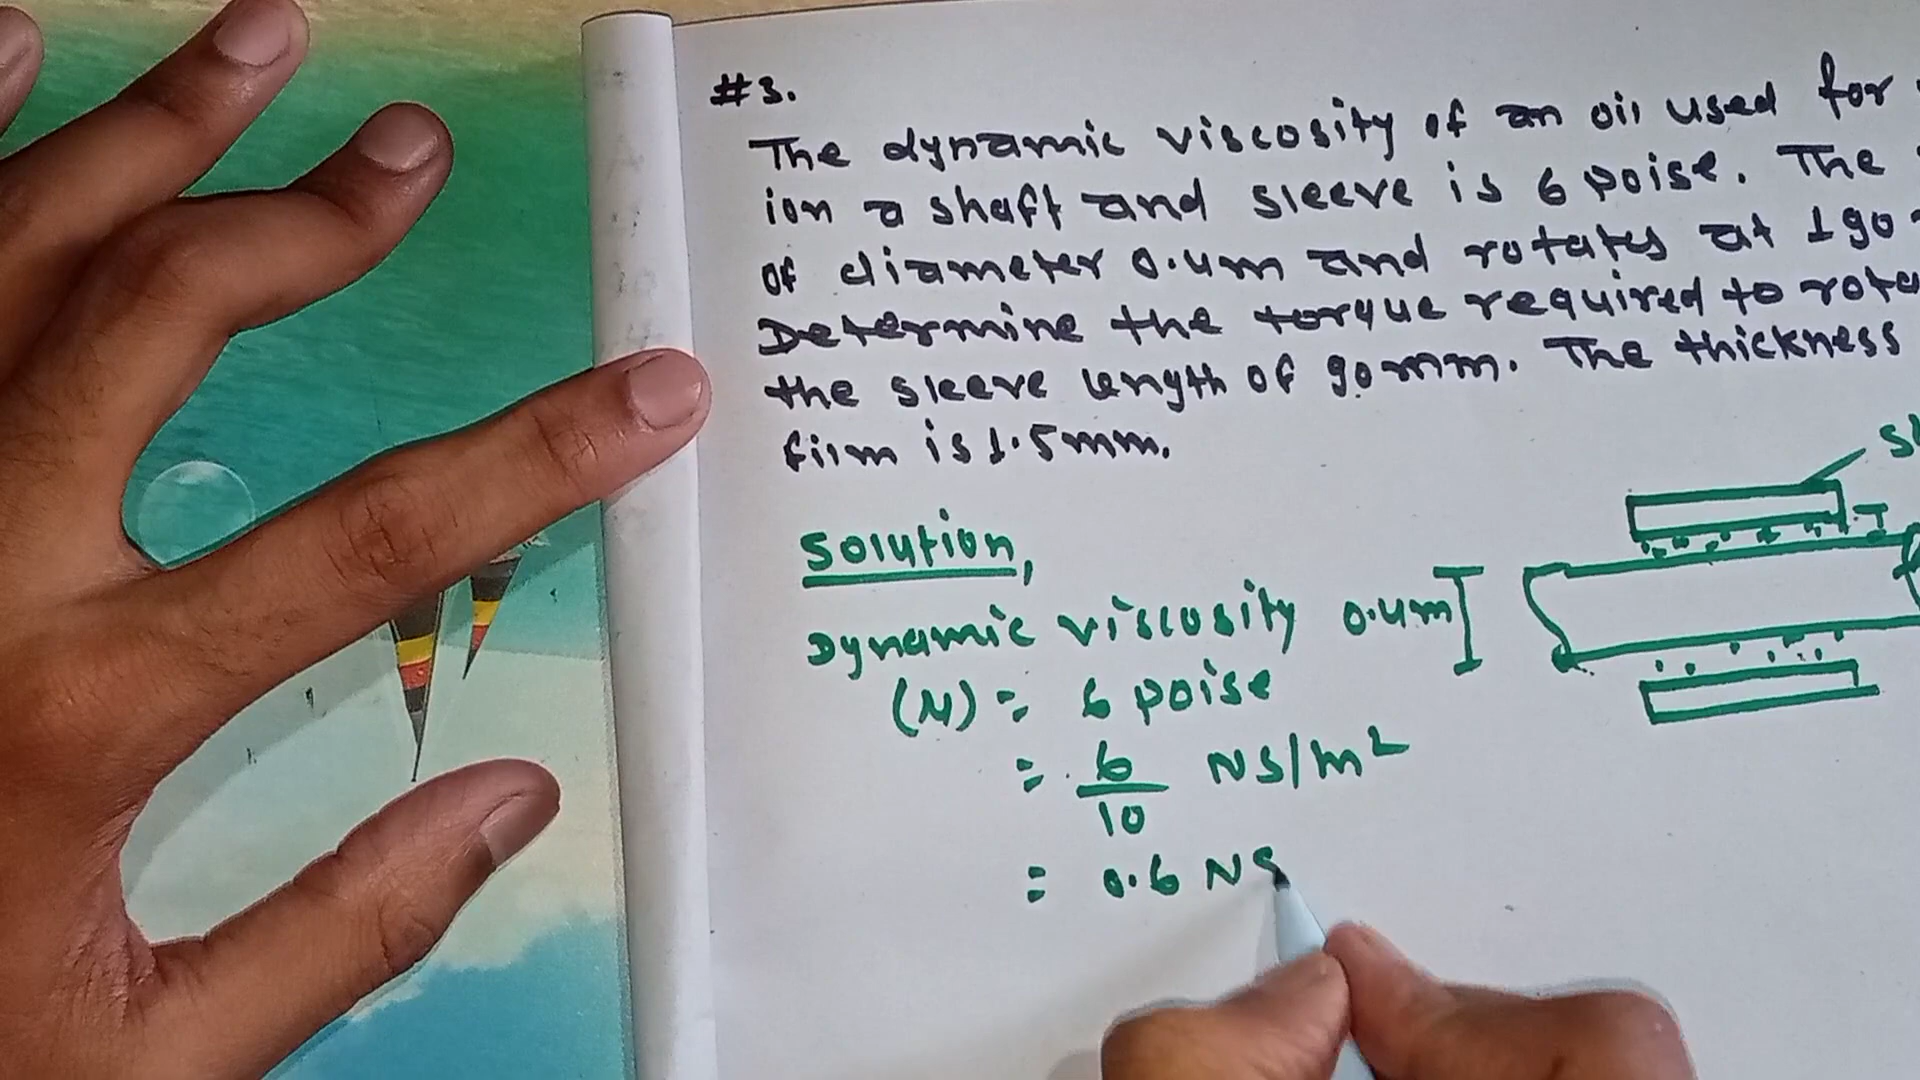 #3.
The dynamic viscosity of an oil used for
ion a shaft and sleeve is 6 poise. The
of diameter 0.4m and rotates at 190
Determine the torque required to rota
the sleeve length of 90mm. The thickness
film is 1.5mm.
Solution,
Dynamic viscosity 0.4m
(μ) = 6 poise
= 6/10 NS/m²
= 0.6 NS